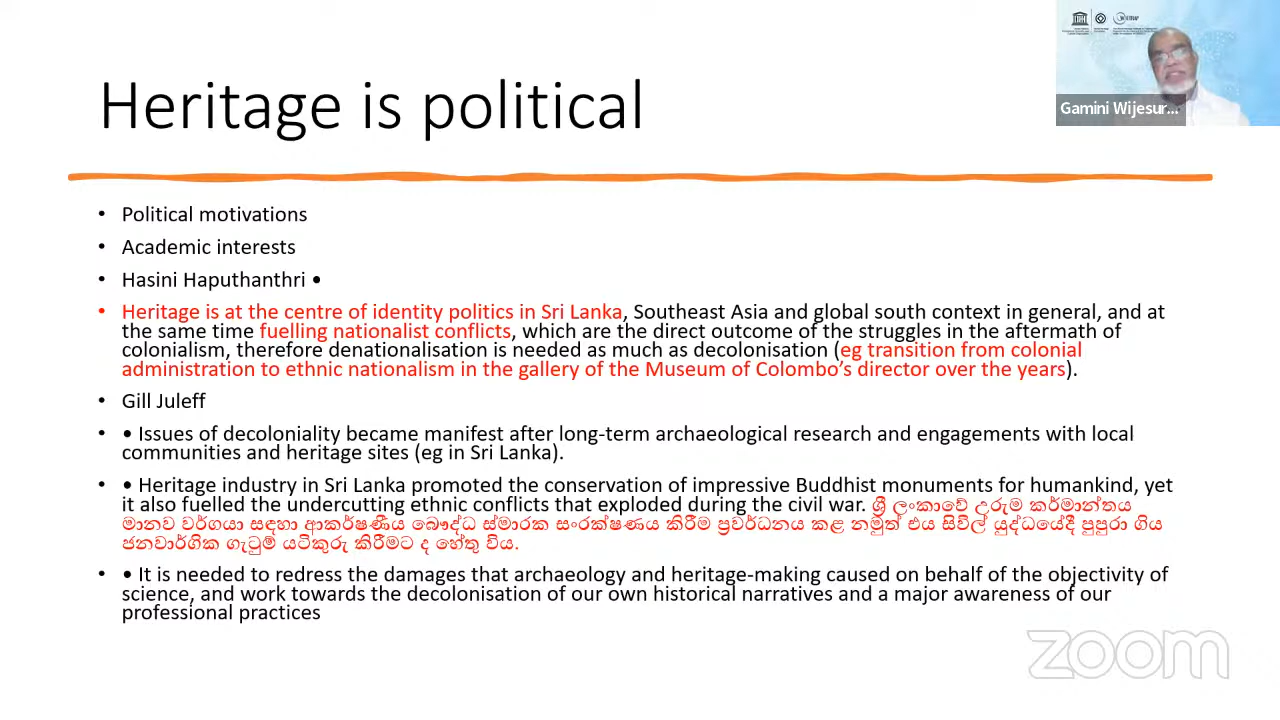 Heritage is political
Gamini Wijesur...
• Political motivations
• Academic interests
• Hasini Haputhanthri •
• Heritage is at the centre of identity politics in Sri Lanka, Southeast Asia and global south context in general, and at
the same time fuelling nationalist conflicts, which are the direct outcome of the struggles in the aftermath of
colonialism, therefore denationalisation is needed as much as decolonisation (eg transition from colonial
administration to ethnic nationalism in the gallery of the Museum of Colombo's director over the years).
• Gill Juleff
• • Issues of decoloniality became manifest after long-term archaeological research and engagements with local
communities and heritage sites (eg in Sri Lanka).
• • Heritage industry in Sri Lanka promoted the conservation of impressive Buddhist monuments for humankind, yet
it also fuelled the undercutting ethnic conflicts that exploded during the civil war. ශ්‍රී ලංකාවේ උරුම කර්මාන්තය
මානව වර්ගයා සඳහා ආකර්ෂණීය බෞද්ධ ස්මාරක සංරක්ෂණය කිරීම ප්‍රවර්ධනය කළ නමුත් එය සිවිල් යුද්ධයේදී පුපුරා ගිය
ජනවාර්ගික ගැටුම් යටිකුරු කිරීමට ද හේතු විය.
• • It is needed to redress the damages that archaeology and heritage-making caused on behalf of the objectivity of
science, and work towards the decolonisation of our own historical narratives and a major awareness of our
professional practices
zoom